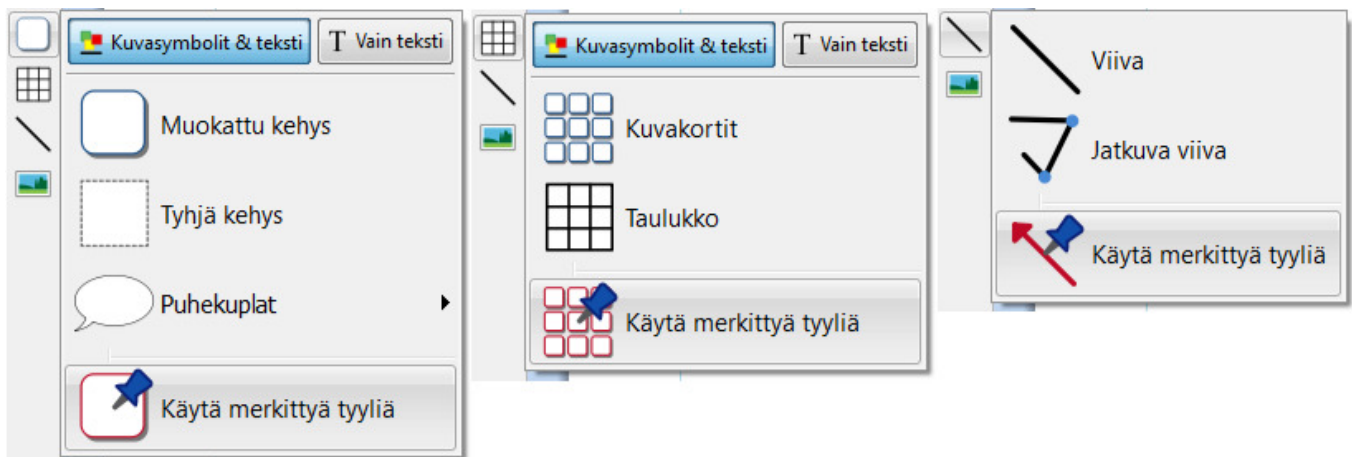 Kuvasymbolit & teksti
T Vain teksti
Muokattu kehys
Tyhjä kehys
Puhekuplat
Käytä merkittyä tyyliä
Kuvasymbolit & teksti
T Vain teksti
Kuvakortit
Taulukko
Käytä merkittyä tyyliä
Viiva
Jatkuva viiva
Käytä merkittyä tyyliä